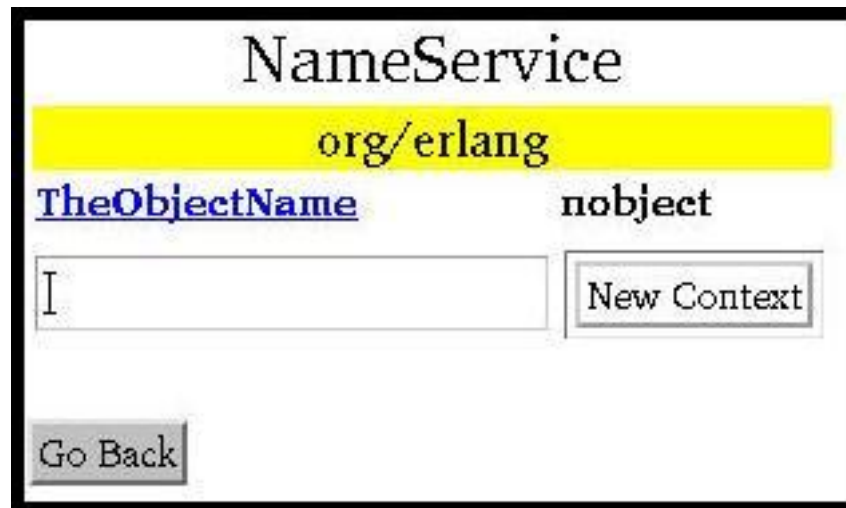 NameService
org/erlang
TheObjectName nobject
New Context
Go Back